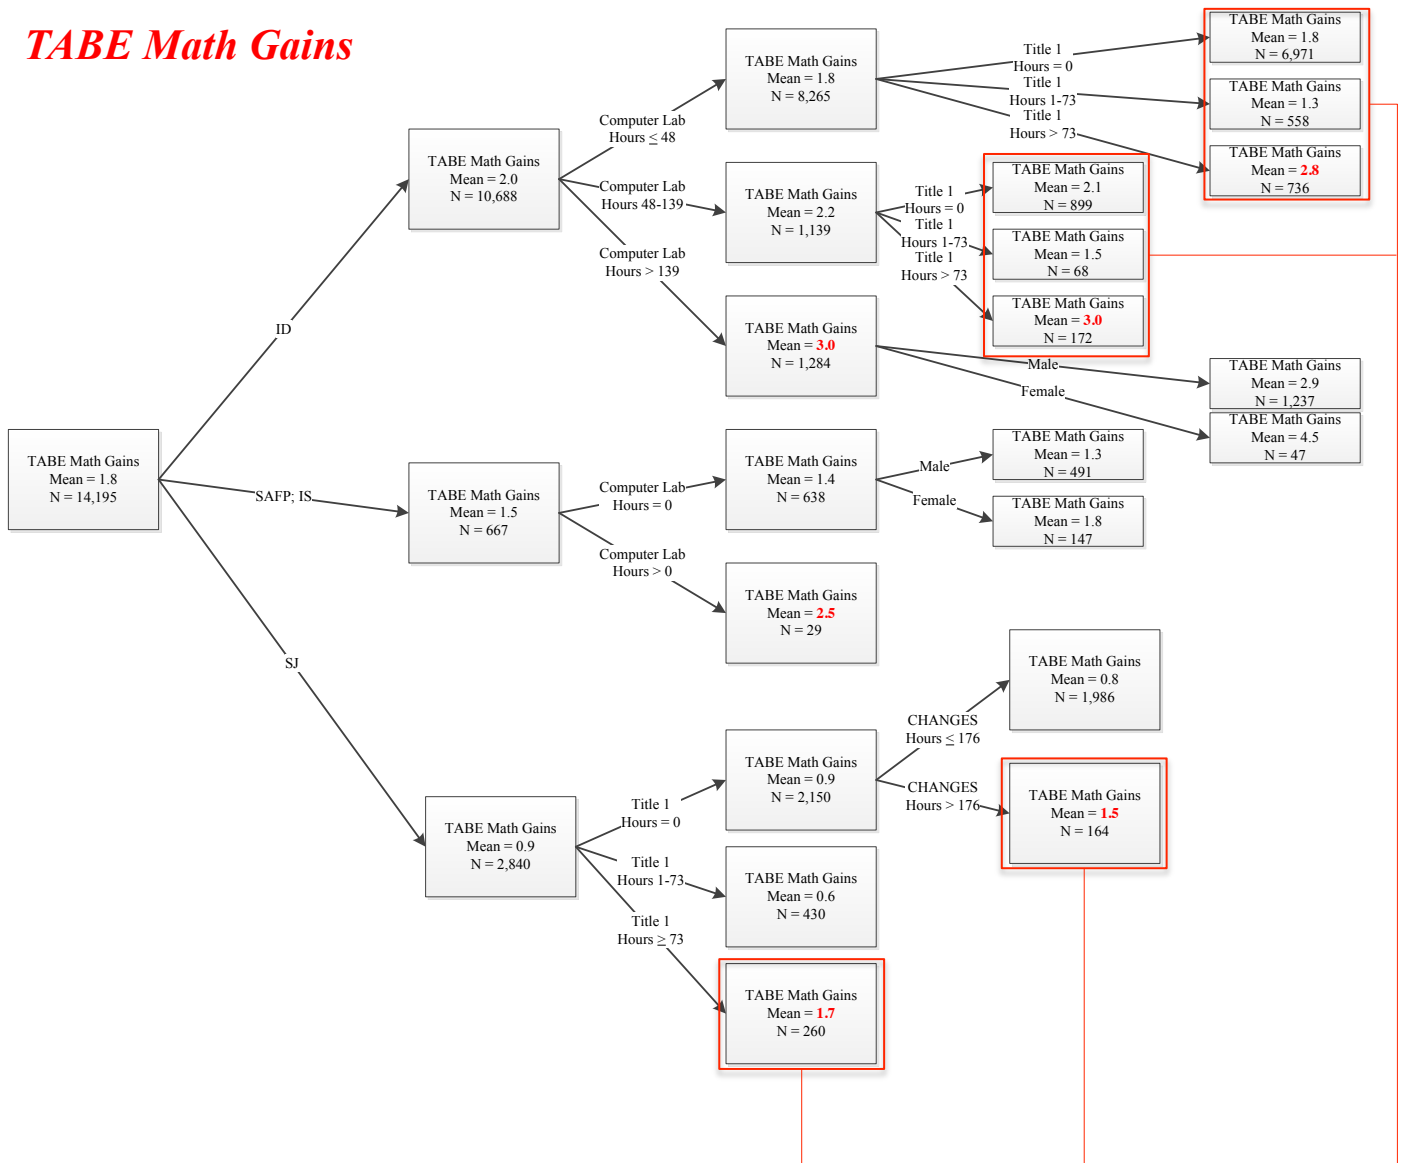 TABE Math Gains
TABE Math Gains
Mean = 1.8
N = 14,195
ID
SAFP; IS
SJ
TABE Math Gains
Mean = 2.0
N = 10,688
Computer Lab
Hours ≤ 48
Computer Lab
Hours 48-139
Computer Lab
Hours > 139
TABE Math Gains
Mean = 1.8
N = 8,265
Title 1
Hours = 0
Title 1
Hours 1-73
Title 1
Hours > 73
TABE Math Gains
Mean = 1.8
N = 6,971
TABE Math Gains
Mean = 1.3
N = 558
TABE Math Gains
Mean = 2.8
N = 736
TABE Math Gains
Mean = 2.2
N = 1,139
Title 1
Hours = 0
Title 1
Hours 1-73
Title 1
Hours > 73
TABE Math Gains
Mean = 2.1
N = 899
TABE Math Gains
Mean = 1.5
N = 68
TABE Math Gains
Mean = 3.0
N = 172
TABE Math Gains
Mean = 3.0
N = 1,284
Male
Female
TABE Math Gains
Mean = 2.9
N = 1,237
TABE Math Gains
Mean = 4.5
N = 47
TABE Math Gains
Mean = 1.5
N = 667
Computer Lab
Hours = 0
Computer Lab
Hours > 0
TABE Math Gains
Mean = 1.4
N = 638
Male
Female
TABE Math Gains
Mean = 1.3
N = 491
TABE Math Gains
Mean = 1.8
N = 147
TABE Math Gains
Mean = 2.5
N = 29
TABE Math Gains
Mean = 0.9
N = 2,840
Title 1
Hours = 0
Title 1
Hours 1-73
Title 1
Hours ≥ 73
TABE Math Gains
Mean = 0.9
N = 2,150
CHANGES
Hours ≤ 176
CHANGES
Hours > 176
TABE Math Gains
Mean = 0.8
N = 1,986
TABE Math Gains
Mean = 1.5
N = 164
TABE Math Gains
Mean = 0.6
N = 430
TABE Math Gains
Mean = 1.7
N = 260